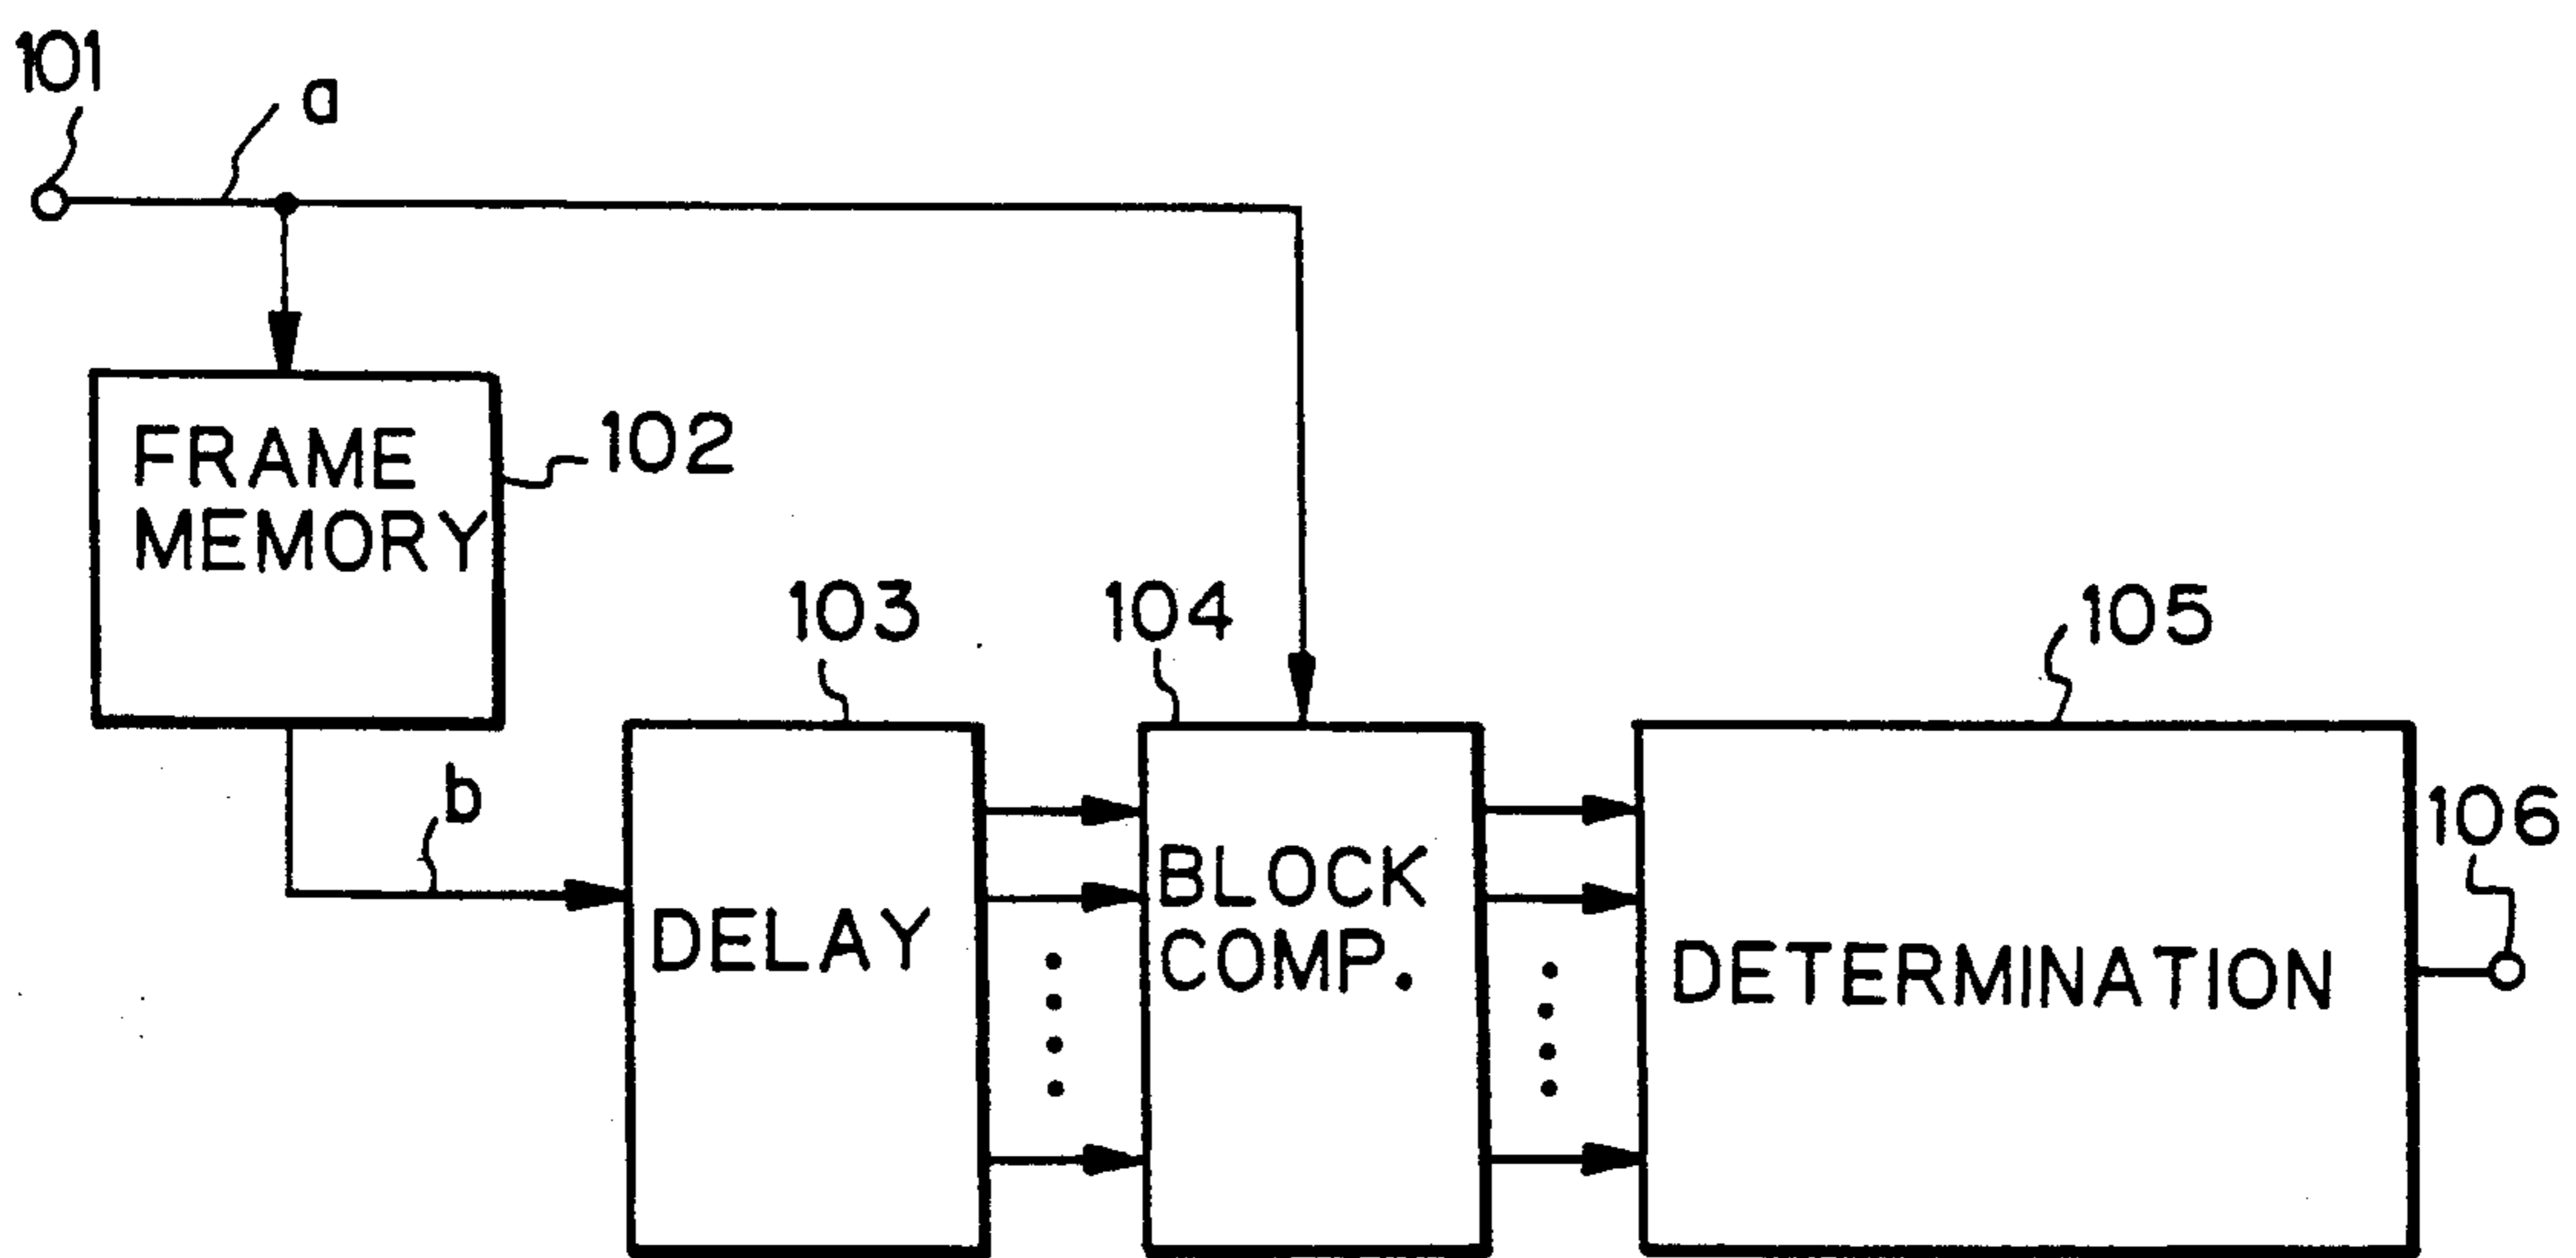 101
a
FRAME
MEMORY
102
b
103
104
105
106
DELAY
BLOCK
COMP.
DETERMINATION